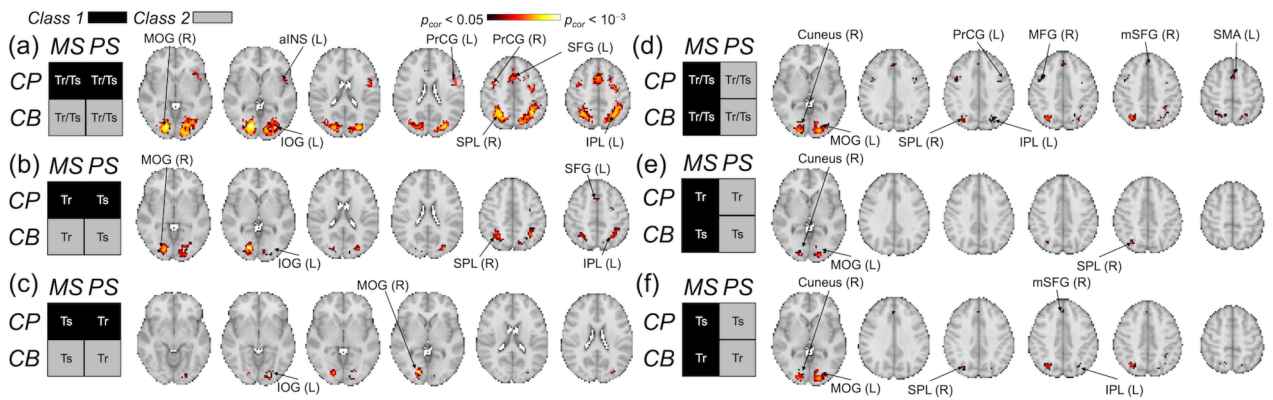 Class 1 Class 2
p_cor < 0.05 p_cor < 10⁻³
(a) MS PS
CP Tr/Ts Tr/Ts
CB Tr/Ts Tr/Ts
MOG (R) aINS (L) PrCG (L) PrCG (R) SFG (L)
IOG (L) SPL (R) IPL (L)
(b) MS PS
CP Tr Ts
CB Tr Ts
MOG (R) SFG (L)
IOG (L) SPL (R) IPL (L)
(c) MS PS
CP Ts Tr
CB Ts Tr
MOG (R)
IOG (L)
(d) MS PS
CP Tr/Ts Tr/Ts
CB Tr/Ts Tr/Ts
Cuneus (R) PrCG (L) MFG (R) mSFG (R) SMA (L)
MOG (L) SPL (R) IPL (L)
(e) MS PS
CP Tr Tr
CB Ts Ts
Cuneus (R)
MOG (L) SPL (R)
(f) MS PS
CP Ts Ts
CB Tr Tr
Cuneus (R) mSFG (R)
MOG (L) SPL (R) IPL (L)